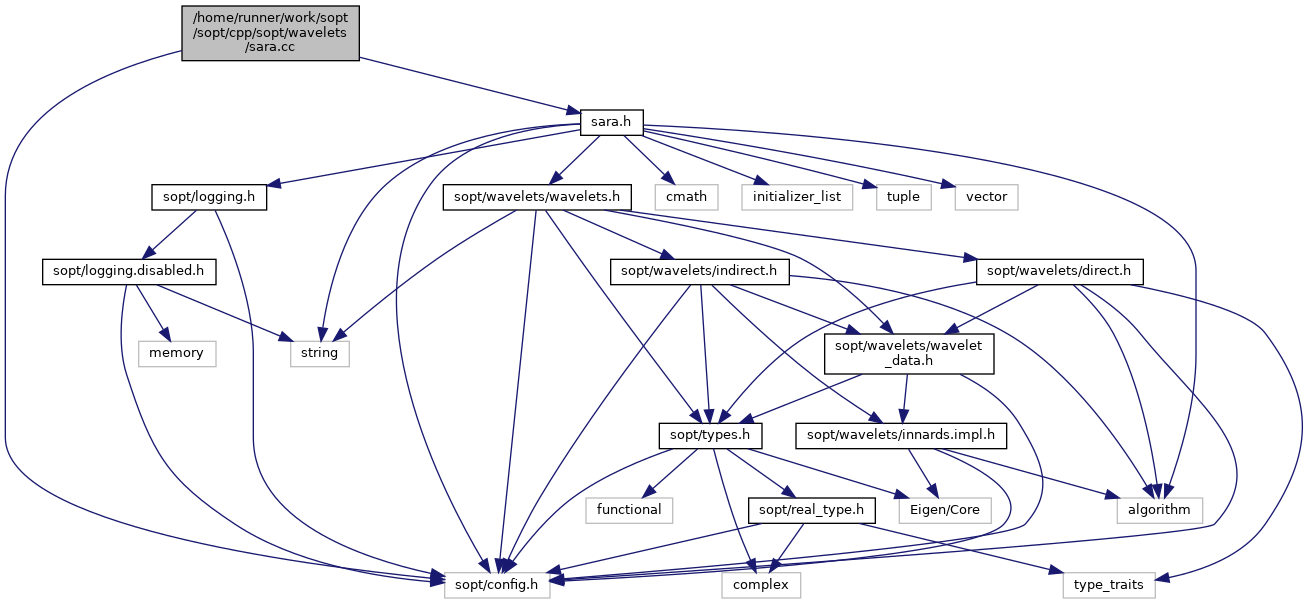 /home/runner/work/sopt
/sopt/cpp/sopt/wavelets
/sara.cc
sara.h
sopt/logging.h
sopt/wavelets/wavelets.h
cmath
initializer_list
tuple
vector
sopt/logging.disabled.h
sopt/wavelets/indirect.h
sopt/wavelets/direct.h
memory
string
sopt/wavelets/wavelet
_data.h
sopt/types.h
sopt/wavelets/innards.impl.h
functional
sopt/real_type.h
Eigen/Core
algorithm
sopt/config.h
complex
type_traits